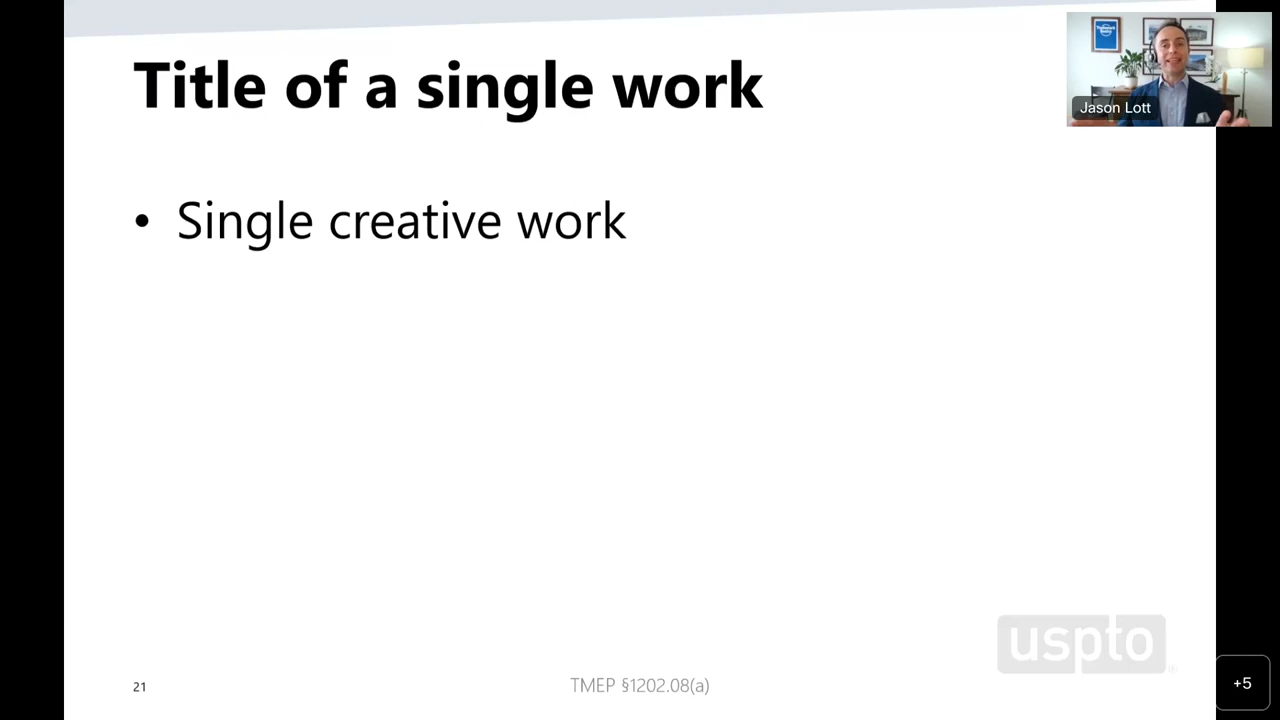 Title of a single work
Jason Lott
• Single creative work
uspto
21
TMEP §1202.08(a)
+5